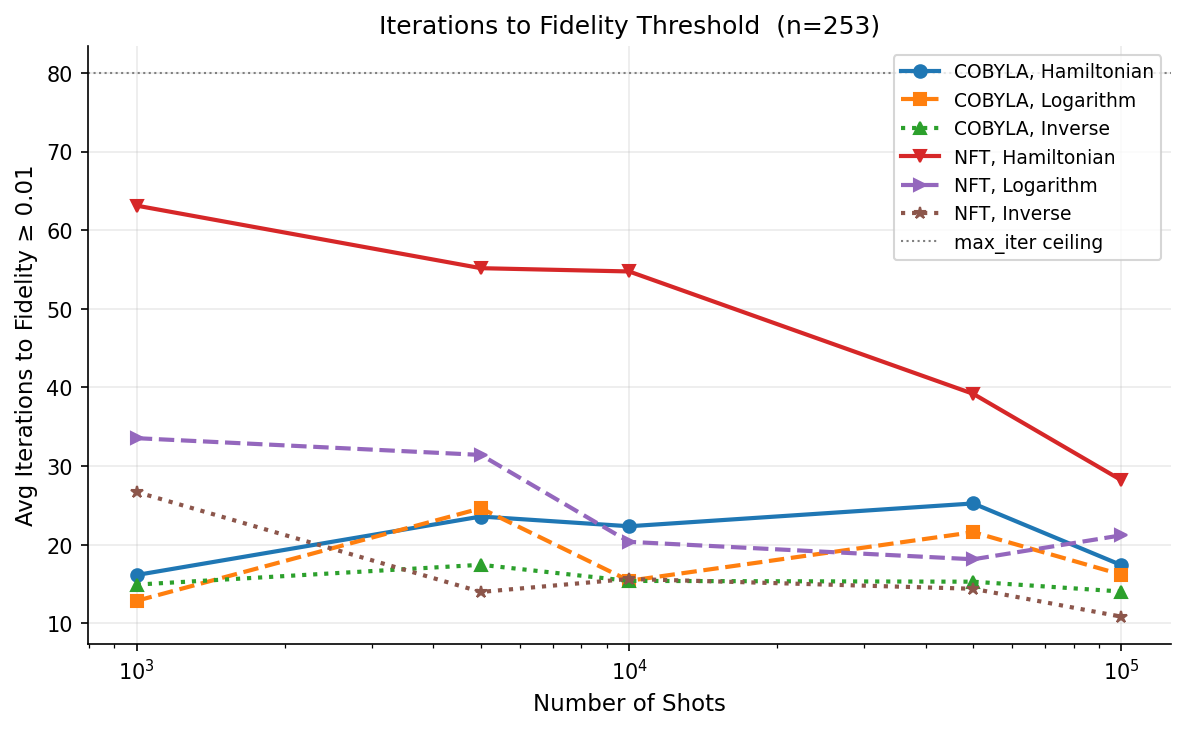 Iterations to Fidelity Threshold  (n=253)
Avg Iterations to Fidelity ≥ 0.01
80
70
60
50
40
30
20
10
COBYLA, Hamiltonian
COBYLA, Logarithm
COBYLA, Inverse
NFT, Hamiltonian
NFT, Logarithm
NFT, Inverse
max_iter ceiling
10³
10⁴
10⁵
Number of Shots